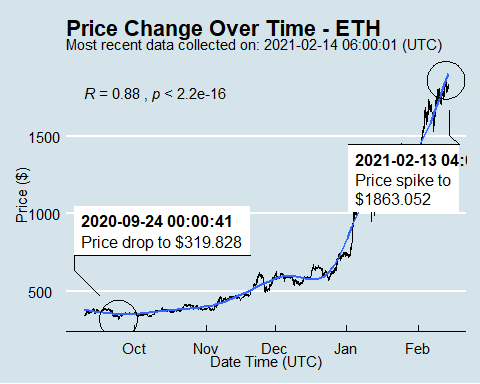 Price Change Over Time - ETH
Most recent data collected on: 2021-02-14 06:00:01 (UTC)
R = 0.88 , p < 2.2e-16
Price ($)
1500
1000
500
2021-02-13 04:0
Price spike to
$1863.052
2020-09-24 00:00:41
Price drop to $319.828
Oct
Nov
Dec
Jan
Feb
Date Time (UTC)